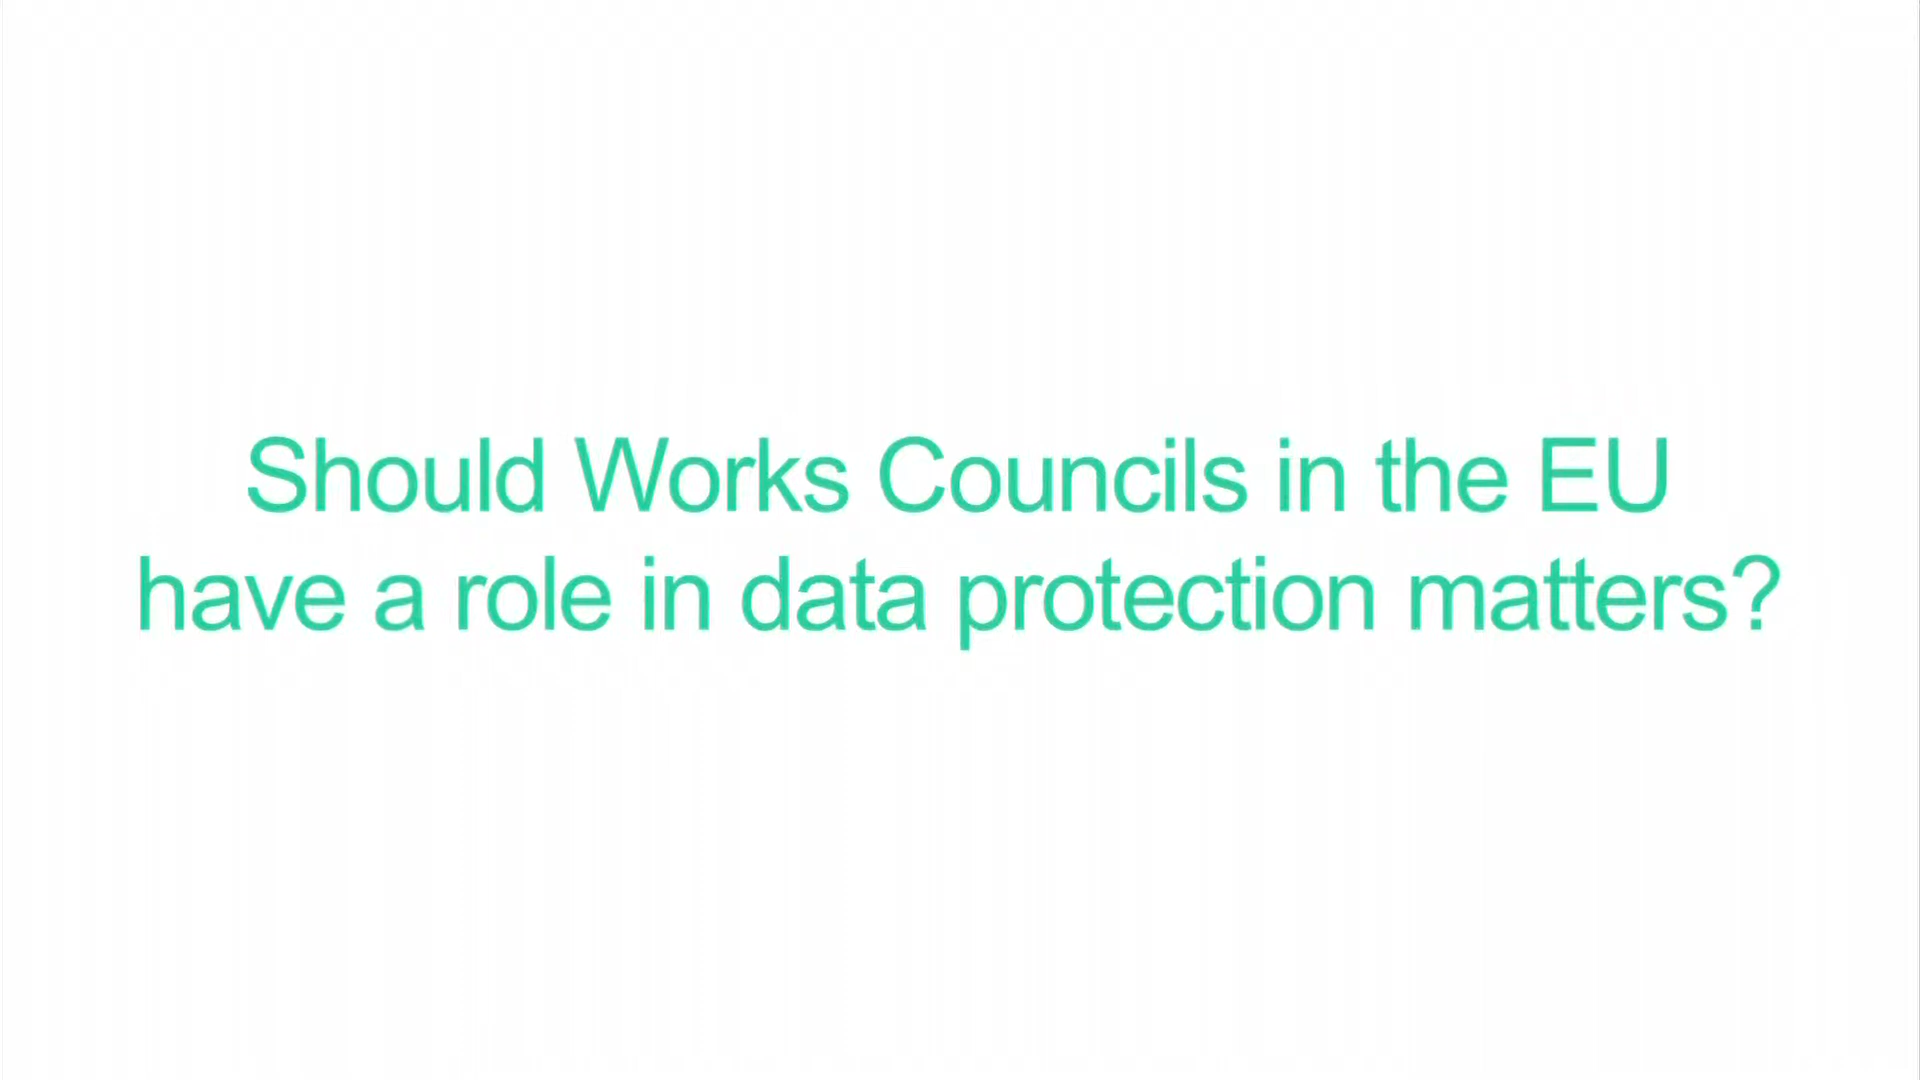 Should Works Councils in the EU
have a role in data protection matters?